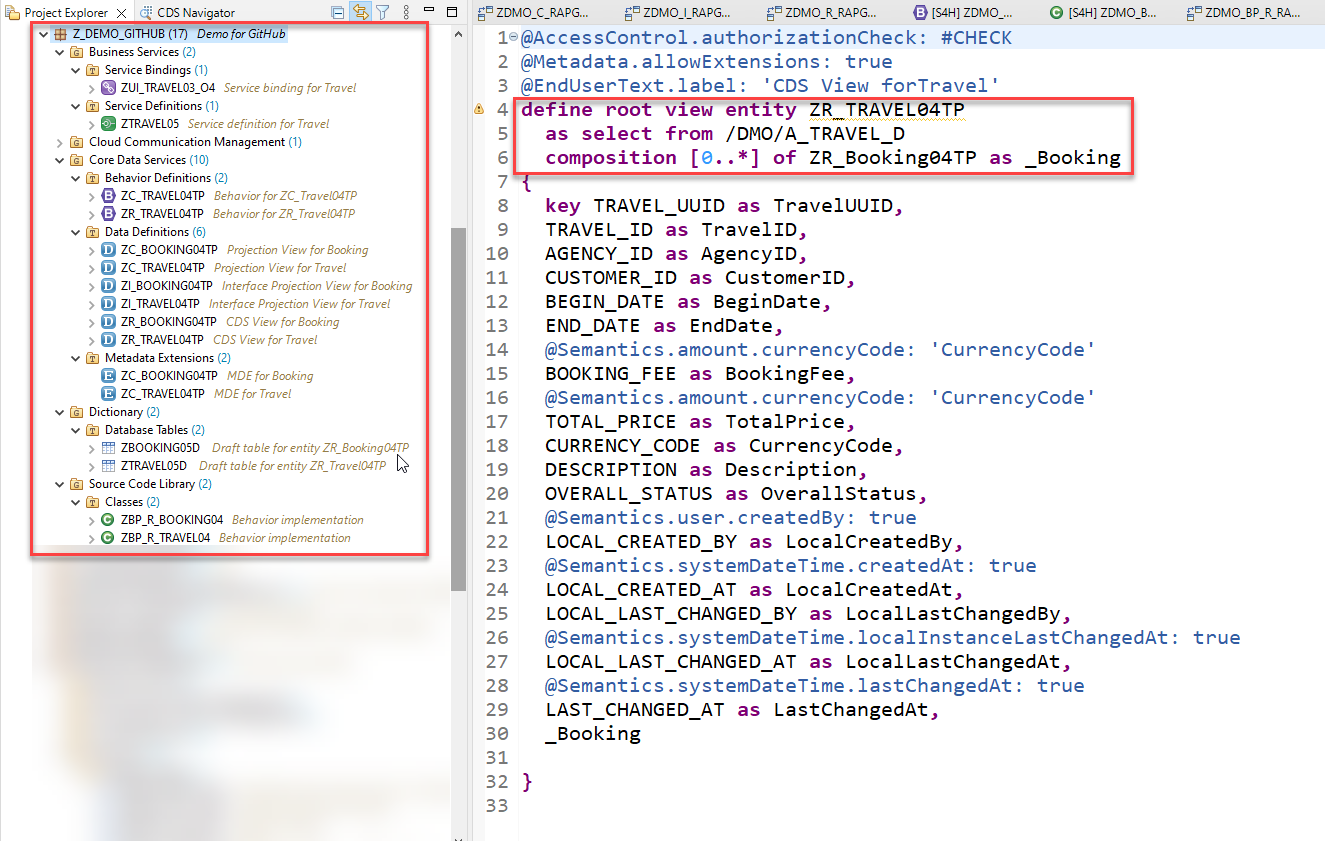 Project Explorer
CDS Navigator
Z_DEMO_GITHUB (17) Demo for GitHub
Business Services (2)
Service Bindings (1)
ZUI_TRAVEL03_O4 Service binding for Travel
Service Definitions (1)
ZTRAVEL05 Service definition for Travel
Cloud Communication Management (1)
Core Data Services (10)
Behavior Definitions (2)
ZC_TRAVEL04TP Behavior for ZC_Travel04TP
ZR_TRAVEL04TP Behavior for ZR_Travel04TP
Data Definitions (6)
ZC_BOOKING04TP Projection View for Booking
ZC_TRAVEL04TP Projection View for Travel
ZI_BOOKING04TP Interface Projection View for Booking
ZI_TRAVEL04TP Interface Projection View for Travel
ZR_BOOKING04TP CDS View for Booking
ZR_TRAVEL04TP CDS View for Travel
Metadata Extensions (2)
ZC_BOOKING04TP MDE for Booking
ZC_TRAVEL04TP MDE for Travel
Dictionary (2)
Database Tables (2)
ZBOOKING05D Draft table for entity ZR_Booking04TP
ZTRAVEL05D Draft table for entity ZR_Travel04TP
Source Code Library (2)
Classes (2)
ZBP_R_BOOKING04 Behavior implementation
ZBP_R_TRAVEL04 Behavior implementation
ZDMO_C_RAPG...
ZDMO_I_RAPG...
ZDMO_R_RAPG...
[S4H] ZDMO_...
[S4H] ZDMO_B...
ZDMO_BP_R_RA...
1 @AccessControl.authorizationCheck: #CHECK
2 @Metadata.allowExtensions: true
3 @EndUserText.label: 'CDS View forTravel'
4 define root view entity ZR_TRAVEL04TP
5 as select from /DMO/A_TRAVEL_D
6 composition [0..*] of ZR_Booking04TP as _Booking
7 {
8 key TRAVEL_UUID as TravelUUID,
9 TRAVEL_ID as TravelID,
10 AGENCY_ID as AgencyID,
11 CUSTOMER_ID as CustomerID,
12 BEGIN_DATE as BeginDate,
13 END_DATE as EndDate,
14 @Semantics.amount.currencyCode: 'CurrencyCode'
15 BOOKING_FEE as BookingFee,
16 @Semantics.amount.currencyCode: 'CurrencyCode'
17 TOTAL_PRICE as TotalPrice,
18 CURRENCY_CODE as CurrencyCode,
19 DESCRIPTION as Description,
20 OVERALL_STATUS as OverallStatus,
21 @Semantics.user.createdBy: true
22 LOCAL_CREATED_BY as LocalCreatedBy,
23 @Semantics.systemDateTime.createdAt: true
24 LOCAL_CREATED_AT as LocalCreatedAt,
25 LOCAL_LAST_CHANGED_BY as LocalLastChangedBy,
26 @Semantics.systemDateTime.localInstanceLastChangedAt: true
27 LOCAL_LAST_CHANGED_AT as LocalLastChangedAt,
28 @Semantics.systemDateTime.lastChangedAt: true
29 LAST_CHANGED_AT as LastChangedAt,
30 _Booking
31
32 }
33